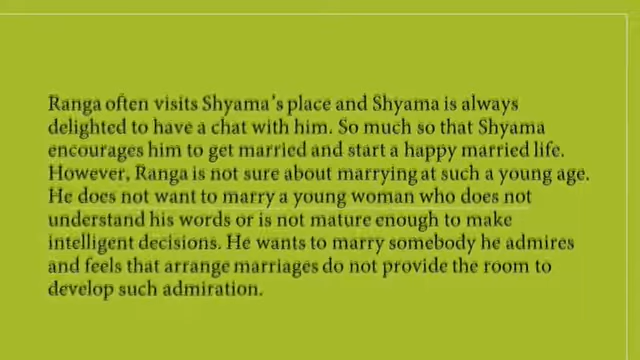 Ranga often visits Shyama's place and Shyama is always
delighted to have a chat with him. So much so that Shyama
encourages him to get married and start a happy married life.
However, Ranga is not sure about marrying at such a young age.
He does not want to marry a young woman who does not
understand his words or is not mature enough to make
intelligent decisions. He wants to marry somebody he admires
and feels that arrange marriages do not provide the room to
develop such admiration.